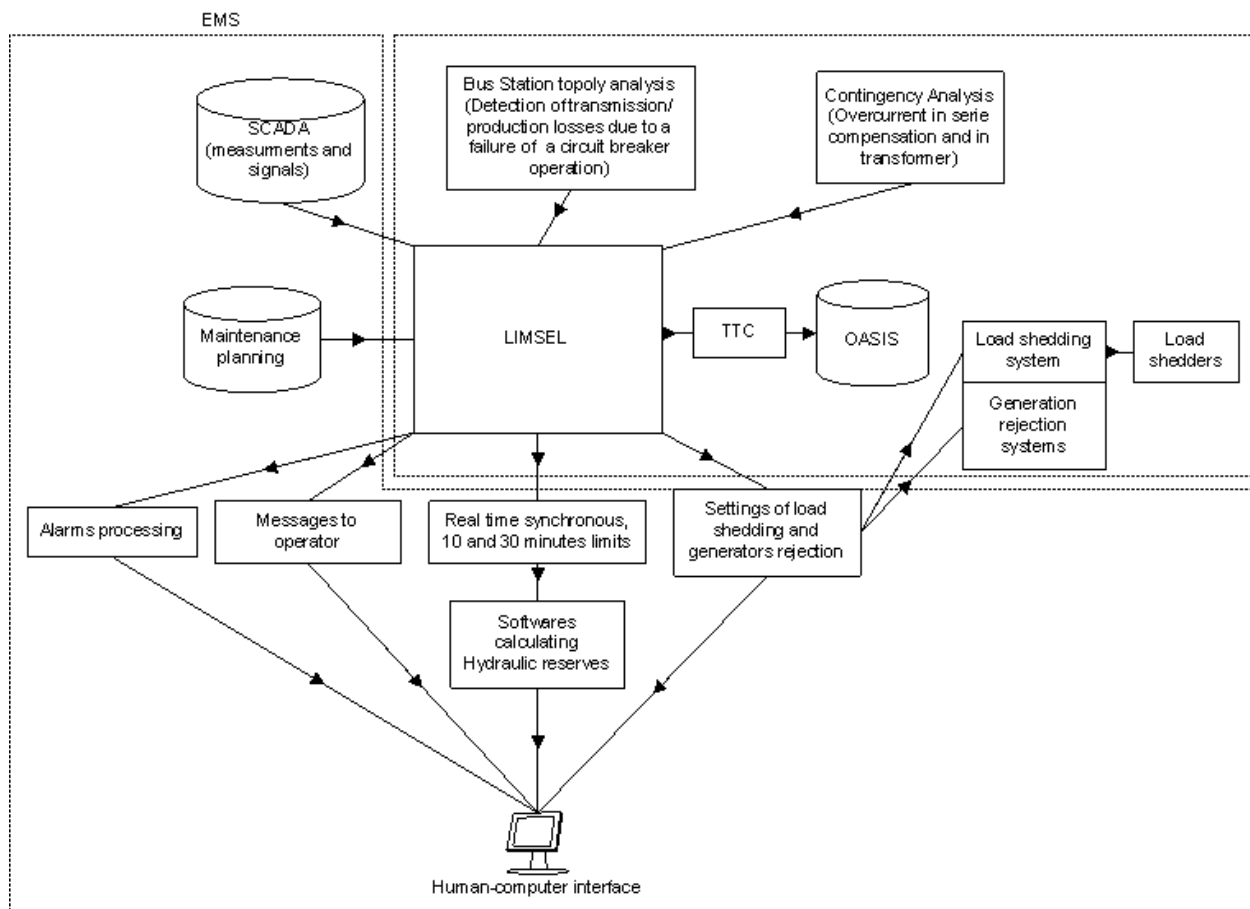 EMS
SCADA
(measurments and
signals)
Bus Station topoly analysis
(Detection of transmission/
production losses due to a
failure of a circuit breaker
operation)
Contingency Analysis
(Overcurrent in serie
compensation and in
transformer)
Maintenance
planning
LIMSEL
TTC
OASIS
Load shedding
system
Load
shedders
Generation
rejection
systems
Alarms processing
Messages to
operator
Real time synchronous,
10 and 30 minutes limits
Settings of load
shedding and
generators rejection
Softwares
calculating
Hydraulic reserves
Human-computer interface